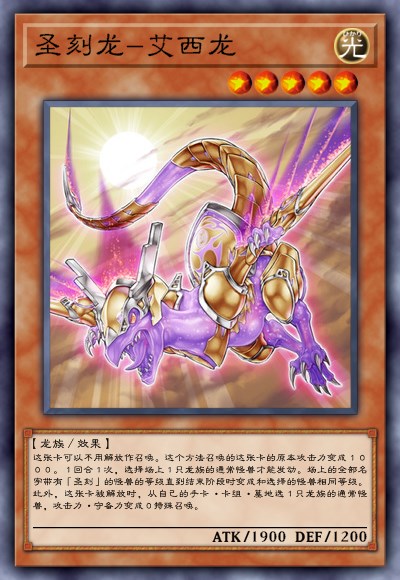 圣刻龙-艾西龙
光
【龙族／效果】
这张卡可以不用解放作召唤。这个方法召唤的这张卡的原本攻击力变成１
０００。１回合１次，选择场上１只龙族的通常怪兽才能发动。场上的全部名
字带有「圣刻」的怪兽的等级直到结束阶段时变成和选择的怪兽相同等级。
此外，这张卡被解放时，从自己的手卡·卡组·墓地选１只龙族的通常怪
兽，攻击力·守备力变成０特殊召唤。
ATK/1900 DEF/1200